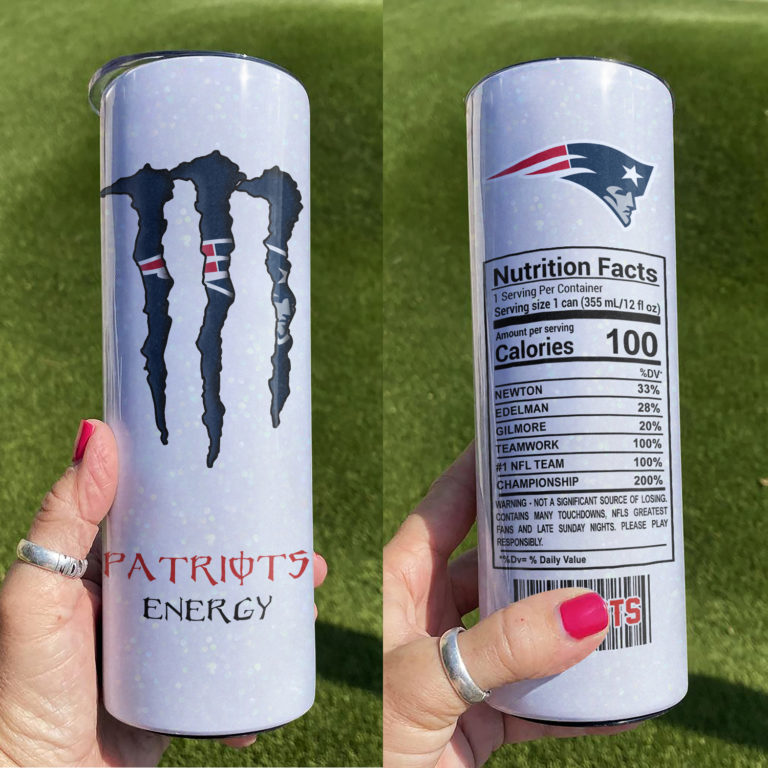 PATRIOTS
ENERGY
Nutrition Facts
1 Serving Per Container
Serving size 1 can (355 mL/12 fl oz)
Amount per serving
Calories 100
%DV*
NEWTON 33%
EDELMAN 28%
GILMORE 20%
TEAMWORK 100%
#1 NFL TEAM 100%
CHAMPIONSHIP 200%
WARNING - NOT A SIGNIFICANT SOURCE OF LOSING.
CONTAINS MANY TOUCHDOWNS, NFLS GREATEST
FANS AND LATE SUNDAY NIGHTS. PLEASE PLAY
RESPONSIBLY.
*%Dv= % Daily Value